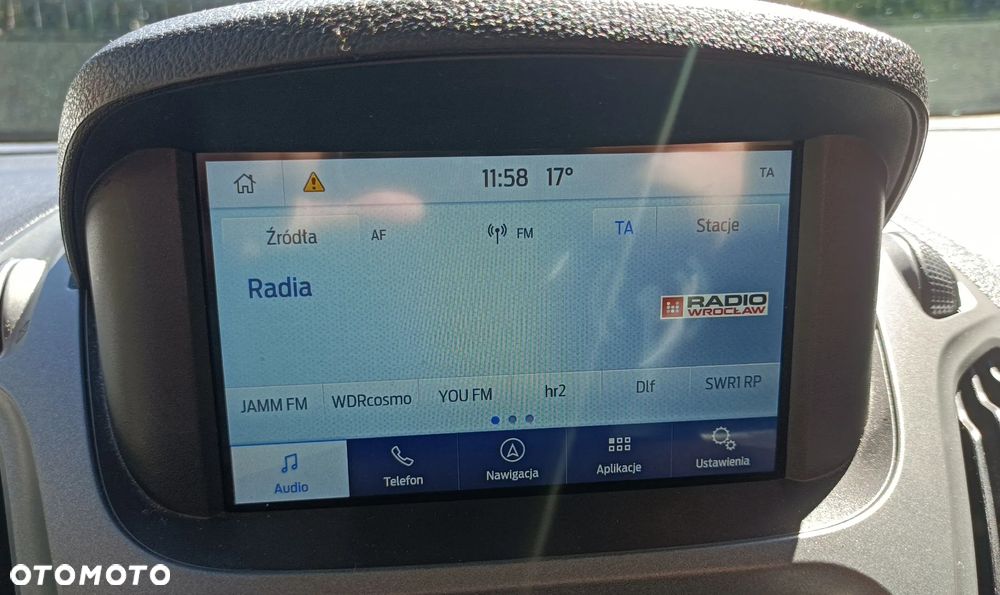 11:58 17°
TA
Źródła
AF
FM
TA
Stacje
Radia
RADIO
WROCŁAW
JAMM FM
WDRcosmo
YOU FM
hr2
Dlf
SWR1 RP
Audio
Telefon
Nawigacja
Aplikacje
Ustawienia
OTOMOTO